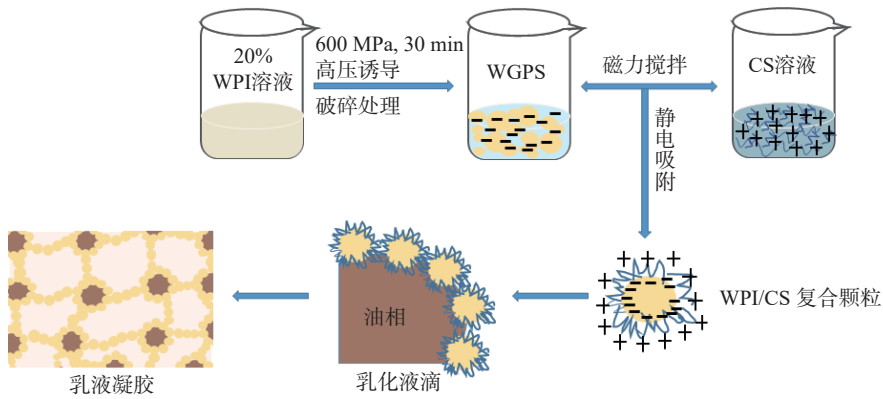 20%
WPI溶液
600 MPa, 30 min
高压诱导
破碎处理
WGPS
磁力搅拌
CS溶液
静电吸附
WPI/CS 复合颗粒
油相
乳化液滴
乳液凝胶